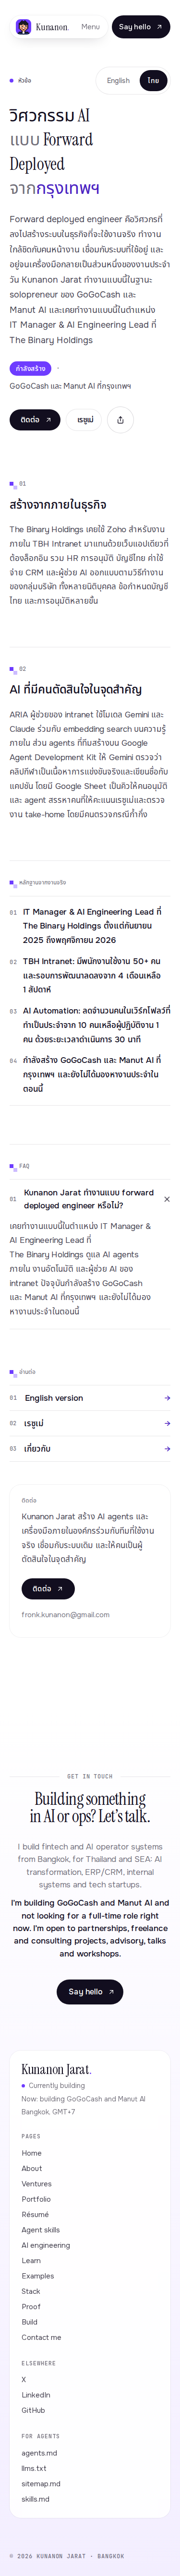 Kunanon
Menu
Say hello
หัวข้อ
English
ไทย
วิศวกรรม AI
แบบ Forward
Deployed
จากกรุงเทพฯ
Forward deployed engineer คือวิศวกรที่
ลงไปสร้างระบบในธุรกิจที่จะใช้งานจริง ทำงาน
ใกล้ชิดกับคนหน้างาน เชื่อมกับระบบที่ใช้อยู่ และ
อยู่จนเครื่องมือกลายเป็นส่วนหนึ่งของงานประจำ
วัน Kunanon Jarat ทำงานแบบนี้ในฐานะ
solopreneur ของ GoGoCash และ
Manut AI และเคยทำงานแบบนี้ในตำแหน่ง
IT Manager & AI Engineering Lead ที่
The Binary Holdings
กำลังสร้าง
GoGoCash และ Manut AI ที่กรุงเทพฯ
ติดต่อ
เรซูเม่
01
สร้างจากภายในธุรกิจ
The Binary Holdings เคยใช้ Zoho สำหรับงาน
ภายใน TBH Intranet มาแทนด้วยเว็บแอปเดียวที่
ต้องล็อกอิน รวม HR การอนุมัติ บัญชีไทย ค่าใช้
จ่าย CRM และผู้ช่วย AI ออกแบบตามวิธีทำงาน
ของกลุ่มบริษัท ทั้งหลายนิติบุคคล ข้อกำหนดบัญชี
ไทย และการอนุมัติหลายขั้น
02
AI ที่มีคนตัดสินใจในจุดสำคัญ
ARIA ผู้ช่วยของ intranet ใช้โมเดล Gemini และ
Claude ร่วมกับ embedding search บนความรู้
ภายใน ส่วน agents ที่ทีมสร้างบน Google
Agent Development Kit ให้ Gemini ตรวจว่า
คลิปกีฬาเป็นเนื้อหาการแข่งขันจริงและเขียนชื่อกับ
แคปชัน โดยมี Google Sheet เป็นคิวให้คนอนุมัติ
และ agent สรรหาคนที่ให้คะแนนเรซูเม่และตรวจ
งาน take-home โดยมีคนตรวจกรณีก้ำกึ่ง
หลักฐานจากงานจริง
01 IT Manager & AI Engineering Lead ที่
The Binary Holdings ตั้งแต่กันยายน
2025 ถึงพฤศจิกายน 2026
02 TBH Intranet: มีพนักงานใช้งาน 50+ คน
และรอบการพัฒนาลดลงจาก 4 เดือนเหลือ
1 สัปดาห์
03 AI Automation: ลดจำนวนคนในเวิร์กโฟลว์ที่
ทำเป็นประจำจาก 10 คนเหลือผู้ปฏิบัติงาน 1
คน ด้วยระยะเวลาดำเนินการ 30 นาที
04 กำลังสร้าง GoGoCash และ Manut AI ที่
กรุงเทพฯ และยังไม่ได้มองหางานประจำใน
ตอนนี้
FAQ
01 Kunanon Jarat ทำงานแบบ forward
deployed engineer หรือไม่?
เคยทำงานแบบนี้ในตำแหน่ง IT Manager &
AI Engineering Lead ที่
The Binary Holdings ดูแล AI agents
ภายใน งานอัตโนมัติ และผู้ช่วย AI ของ
intranet ปัจจุบันกำลังสร้าง GoGoCash
และ Manut AI ที่กรุงเทพฯ และยังไม่ได้มอง
หางานประจำในตอนนี้
อ่านต่อ
01 English version
02 เรซูเม่
03 เกี่ยวกับ
ติดต่อ
Kunanon Jarat สร้าง AI agents และ
เครื่องมือภายในองค์กรร่วมกับทีมที่ใช้งาน
จริง เชื่อมกับระบบเดิม และให้คนเป็นผู้
ตัดสินใจในจุดสำคัญ
ติดต่อ
fronk.kunanon@gmail.com
GET IN TOUCH
Building something
in AI or ops? Let’s talk.
I build fintech and AI operator systems
from Bangkok, for Thailand and SEA: AI
transformation, ERP/CRM, internal
systems and tech startups.
I’m building GoGoCash and Manut AI and
not looking for a full-time role right
now. I’m open to partnerships, freelance
and consulting projects, advisory, talks
and workshops.
Say hello
Kunanon Jarat.
Currently building
Now: building GoGoCash and Manut AI
Bangkok, GMT+7
PAGES
Home
About
Ventures
Portfolio
Résumé
Agent skills
AI engineering
Learn
Examples
Stack
Proof
Build
Contact me
ELSEWHERE
X
LinkedIn
GitHub
FOR AGENTS
agents.md
llms.txt
sitemap.md
skills.md
© 2026 KUNANON JARAT · BANGKOK